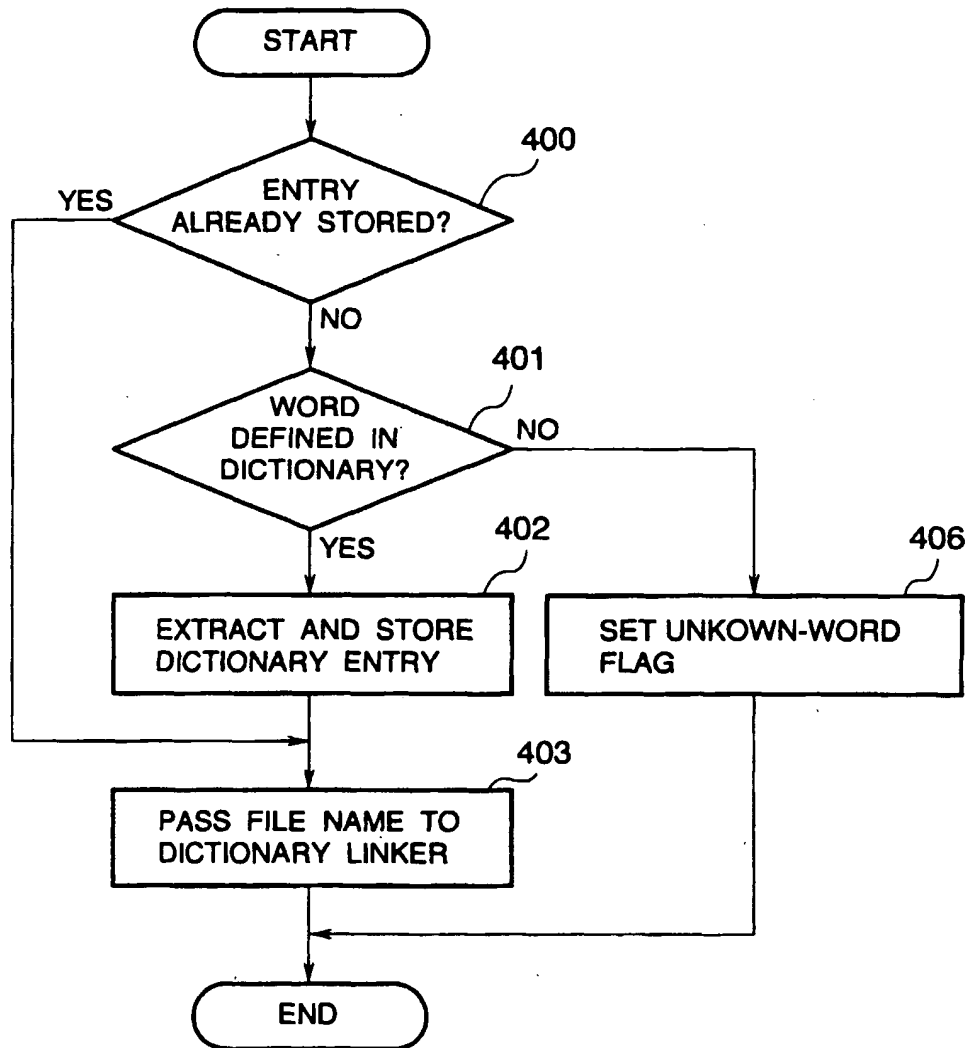 START
400
ENTRY
ALREADY STORED?
YES
NO
401
WORD
DEFINED IN
DICTIONARY?
NO
YES
402
EXTRACT AND STORE
DICTIONARY ENTRY
406
SET UNKOWN-WORD
FLAG
403
PASS FILE NAME TO
DICTIONARY LINKER
END